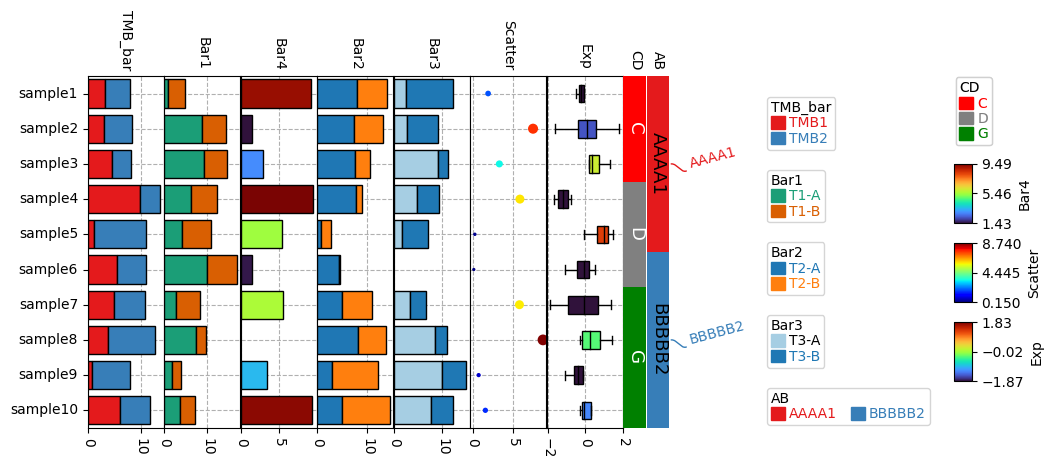 TMB_bar Bar1 Bar4 Bar2 Bar3 Scatter Exp CD AB
sample1
sample2
sample3
sample4
sample5
sample6
sample7
sample8
sample9
sample10
0 10 0 10 0 5 0 10 0 10 0 5 −2 0 2
C
D
G
AAAA1
BBBBB2
AAAA1
BBBBB2
TMB_bar
TMB1
TMB2
Bar1
T1-A
T1-B
Bar2
T2-A
T2-B
Bar3
T3-A
T3-B
AB
AAAA1 BBBBB2
CD
C
D
G
9.49
5.46
1.43
Bar4
8.740
4.445
0.150
Scatter
1.83
−0.02
−1.87
Exp